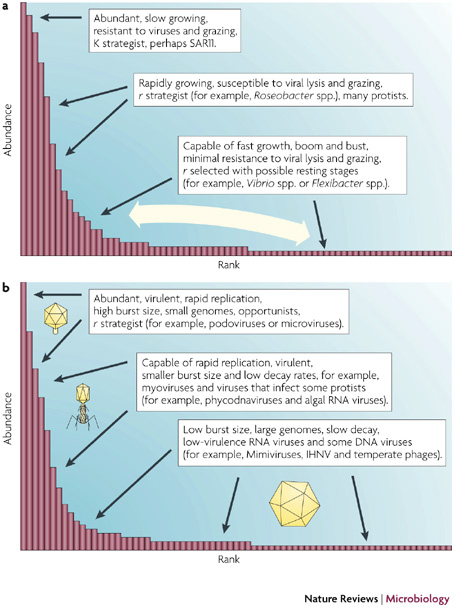 a
Abundant, slow growing,
resistant to viruses and grazing,
K strategist, perhaps SAR11.
Rapidly growing, susceptible to viral lysis and grazing,
r strategist (for example, Roseobacter spp.), many protists.
Capable of fast growth, boom and bust,
minimal resistance to viral lysis and grazing,
r selected with possible resting stages
(for example, Vibrio spp. or Flexibacter spp.).
Abundance
Rank
b
Abundant, virulent, rapid replication,
high burst size, small genomes, opportunists,
r strategist (for example, podoviruses or microviruses).
Capable of rapid replication, virulent,
smaller burst size and low decay rates, for example,
myoviruses and viruses that infect some protists
(for example, phycodnaviruses and algal RNA viruses).
Low burst size, large genomes, slow decay,
low-virulence RNA viruses and some DNA viruses
(for example, Mimiviruses, IHNV and temperate phages).
Abundance
Rank
Nature Reviews | Microbiology